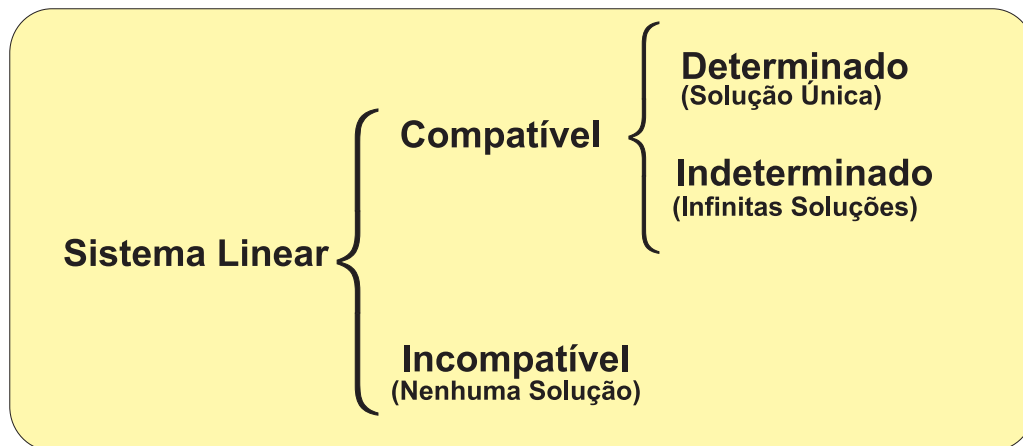 Sistema Linear
Compatível
Determinado
(Solução Única)
Indeterminado
(Infinitas Soluções)
Incompatível
(Nenhuma Solução)